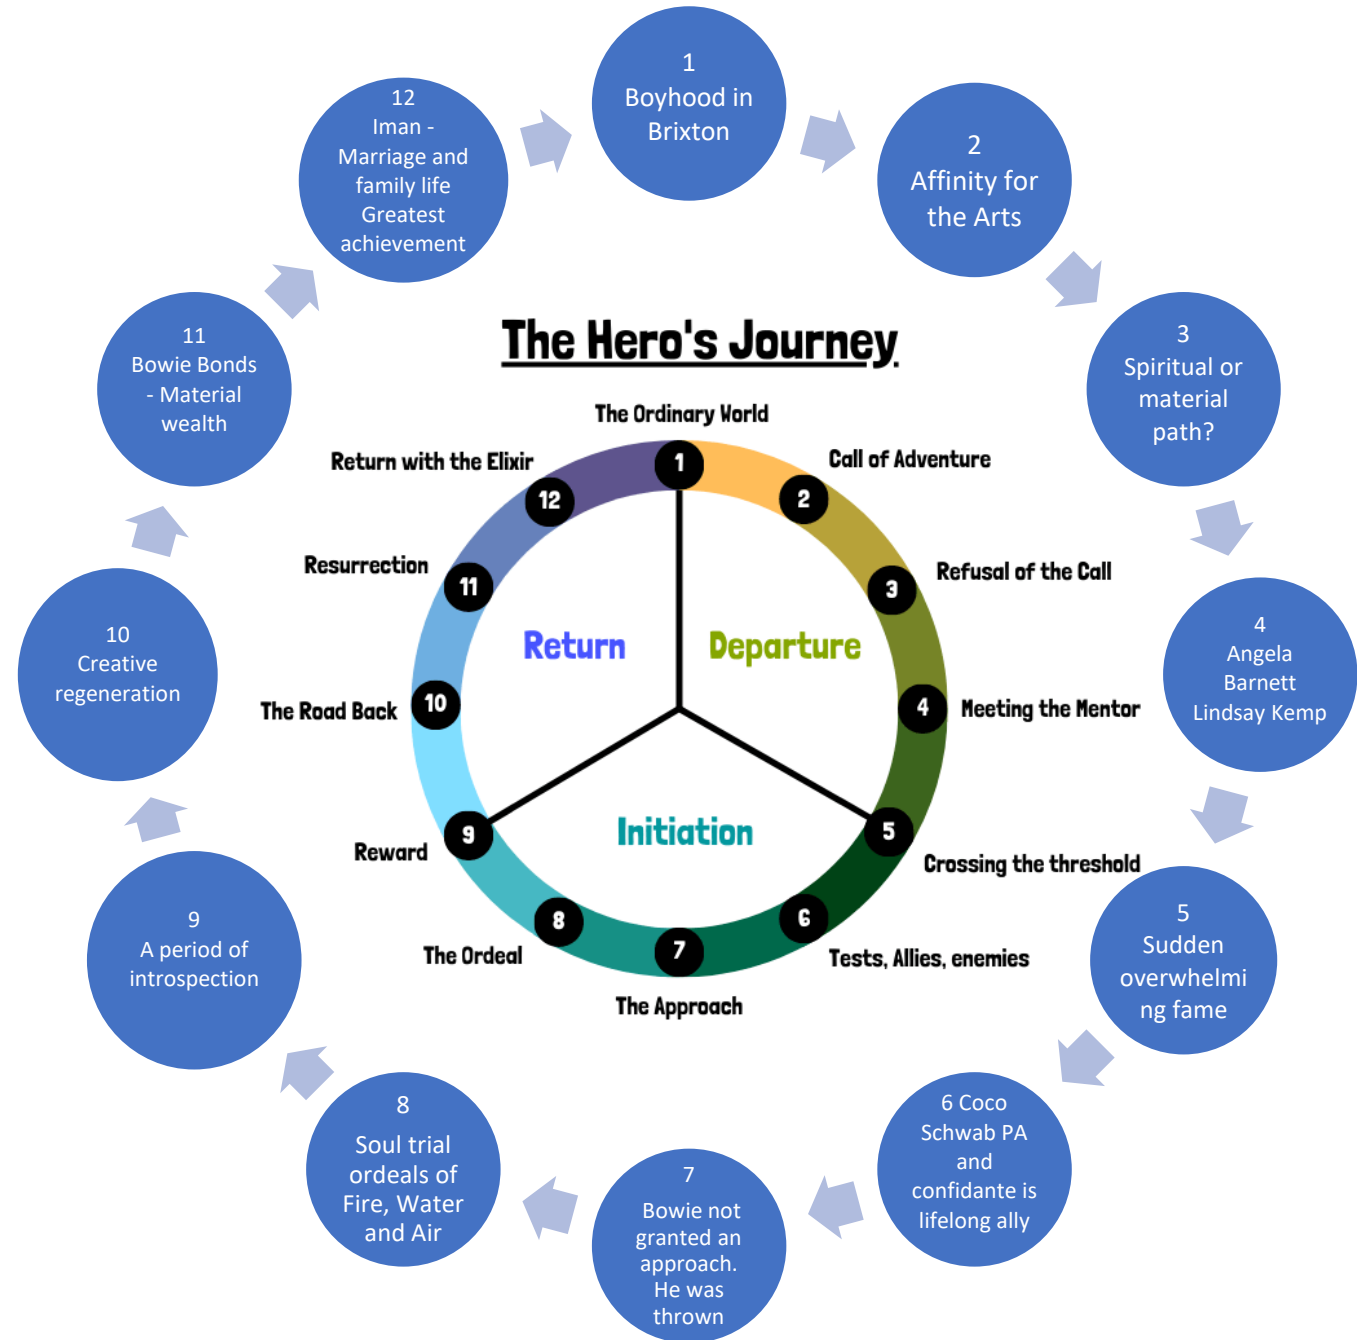 1
Boyhood in
Brixton
2
Affinity for
the Arts
3
Spiritual or
material
path?
4
Angela
Barnett
Lindsay Kemp
5
Sudden
overwhelmi
ng fame
6 Coco
Schwab PA
and
confidante is
lifelong ally
7
Bowie not
granted an
approach.
He was
thrown
8
Soul trial
ordeals of
Fire, Water
and Air
9
A period of
introspection
10
Creative
regeneration
11
Bowie Bonds
- Material
wealth
12
Iman -
Marriage and
family life
Greatest
achievement
The Hero's Journey
The Ordinary World
1
Call of Adventure
2
Refusal of the Call
3
Meeting the Mentor
4
Crossing the threshold
5
Tests, Allies, enemies
6
The Approach
7
The Ordeal
8
Reward
9
The Road Back
10
Resurrection
11
Return with the Elixir
12
Return
Departure
Initiation